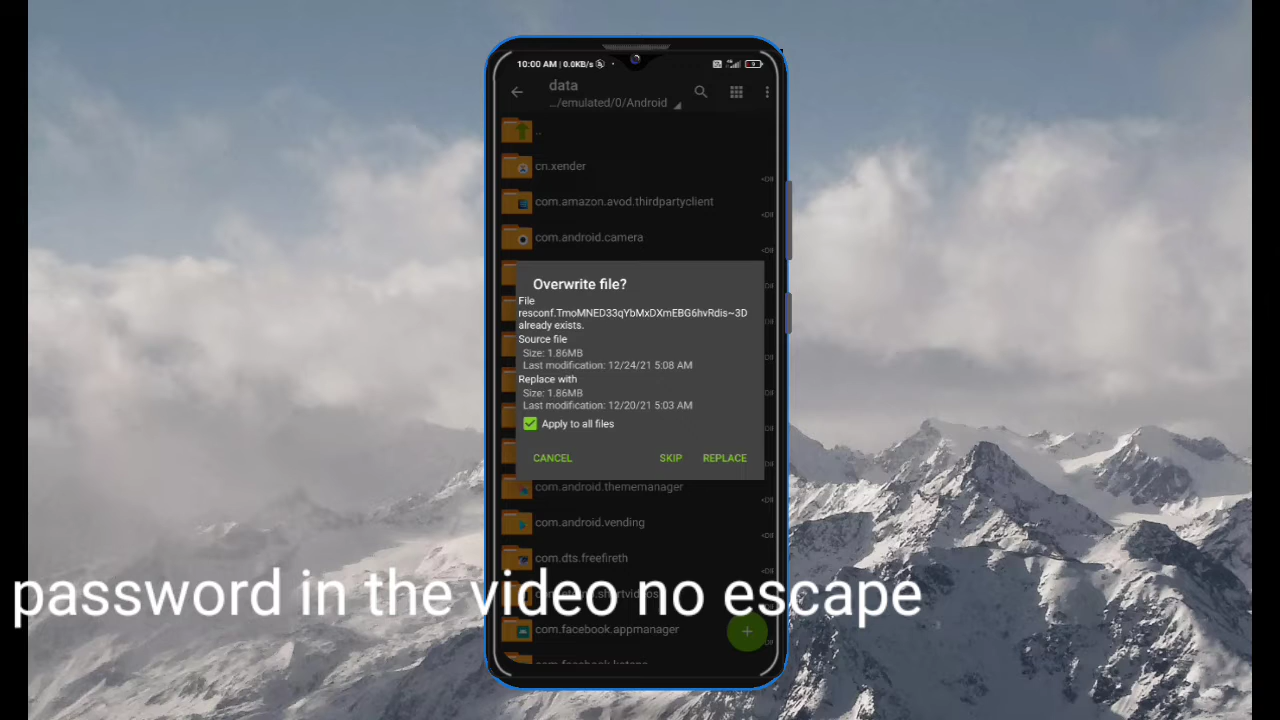 10:00 AM | 0.0KB/s
data
.../emulated/0/Android
..
cn.xender
com.amazon.avod.thirdpartyclient
com.android.camera
Overwrite file?
File
resconf.TmoMNED33qYbMxDXmEBG6hvRdis~3D
already exists.
Source file
Size: 1.86MB
Last modification: 12/24/21 5:08 AM
Replace with
Size: 1.86MB
Last modification: 12/20/21 5:03 AM
Apply to all files
CANCEL SKIP REPLACE
com.android.thememanager
com.android.vending
com.dts.freefireth
password in the video no escape
com.facebook.appmanager